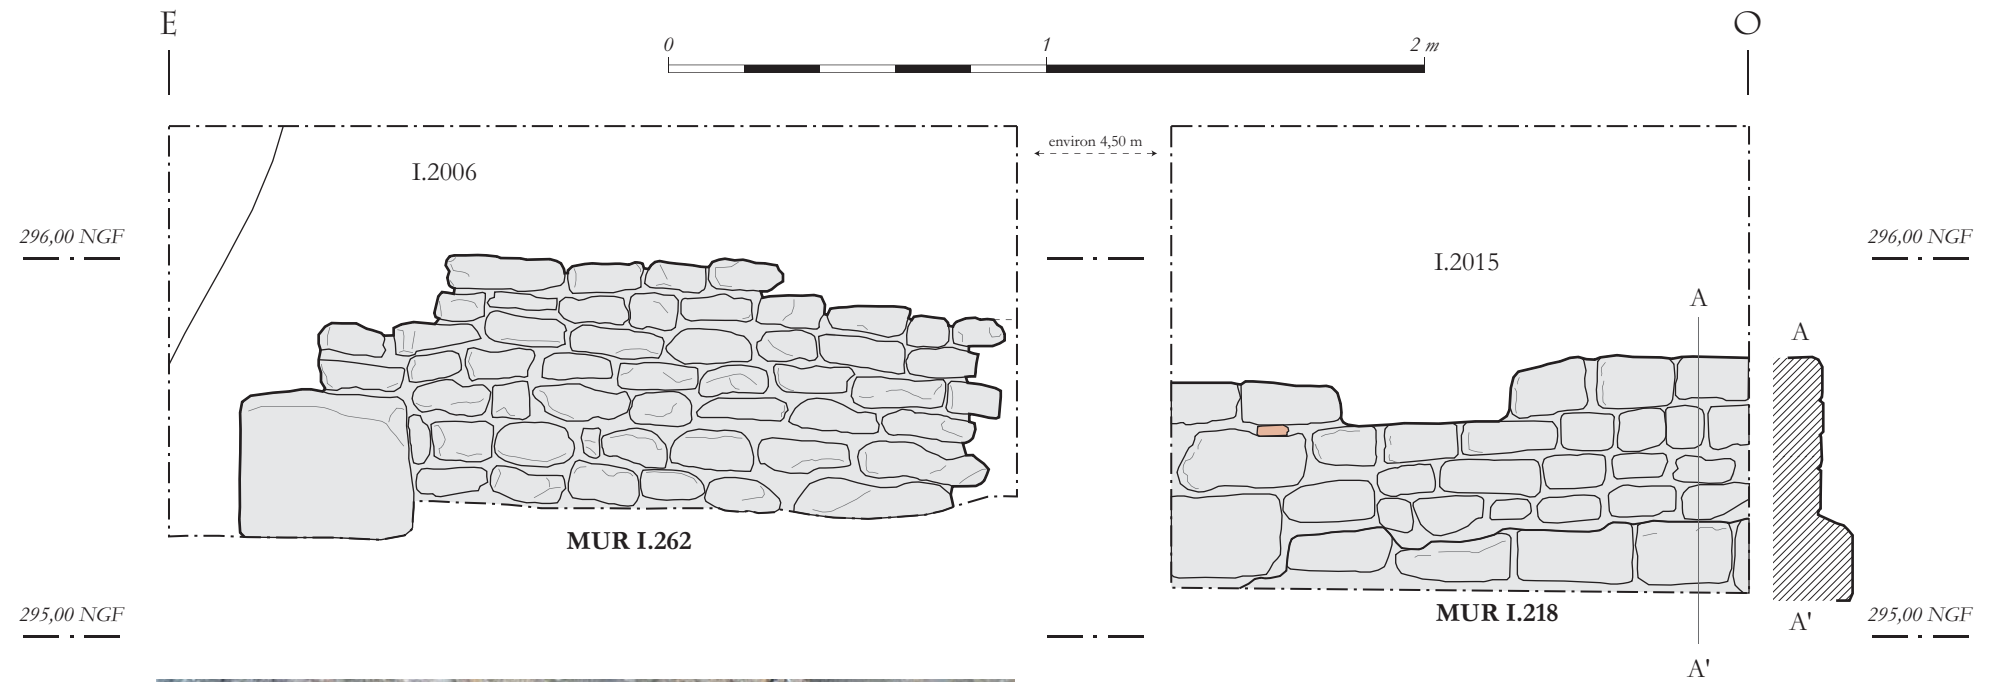 E
O
0 1 2 m
environ 4,50 m
I.2006
296,00 NGF
296,00 NGF
I.2015
A
A
MUR I.262
295,00 NGF
MUR I.218
A'
295,00 NGF
A'